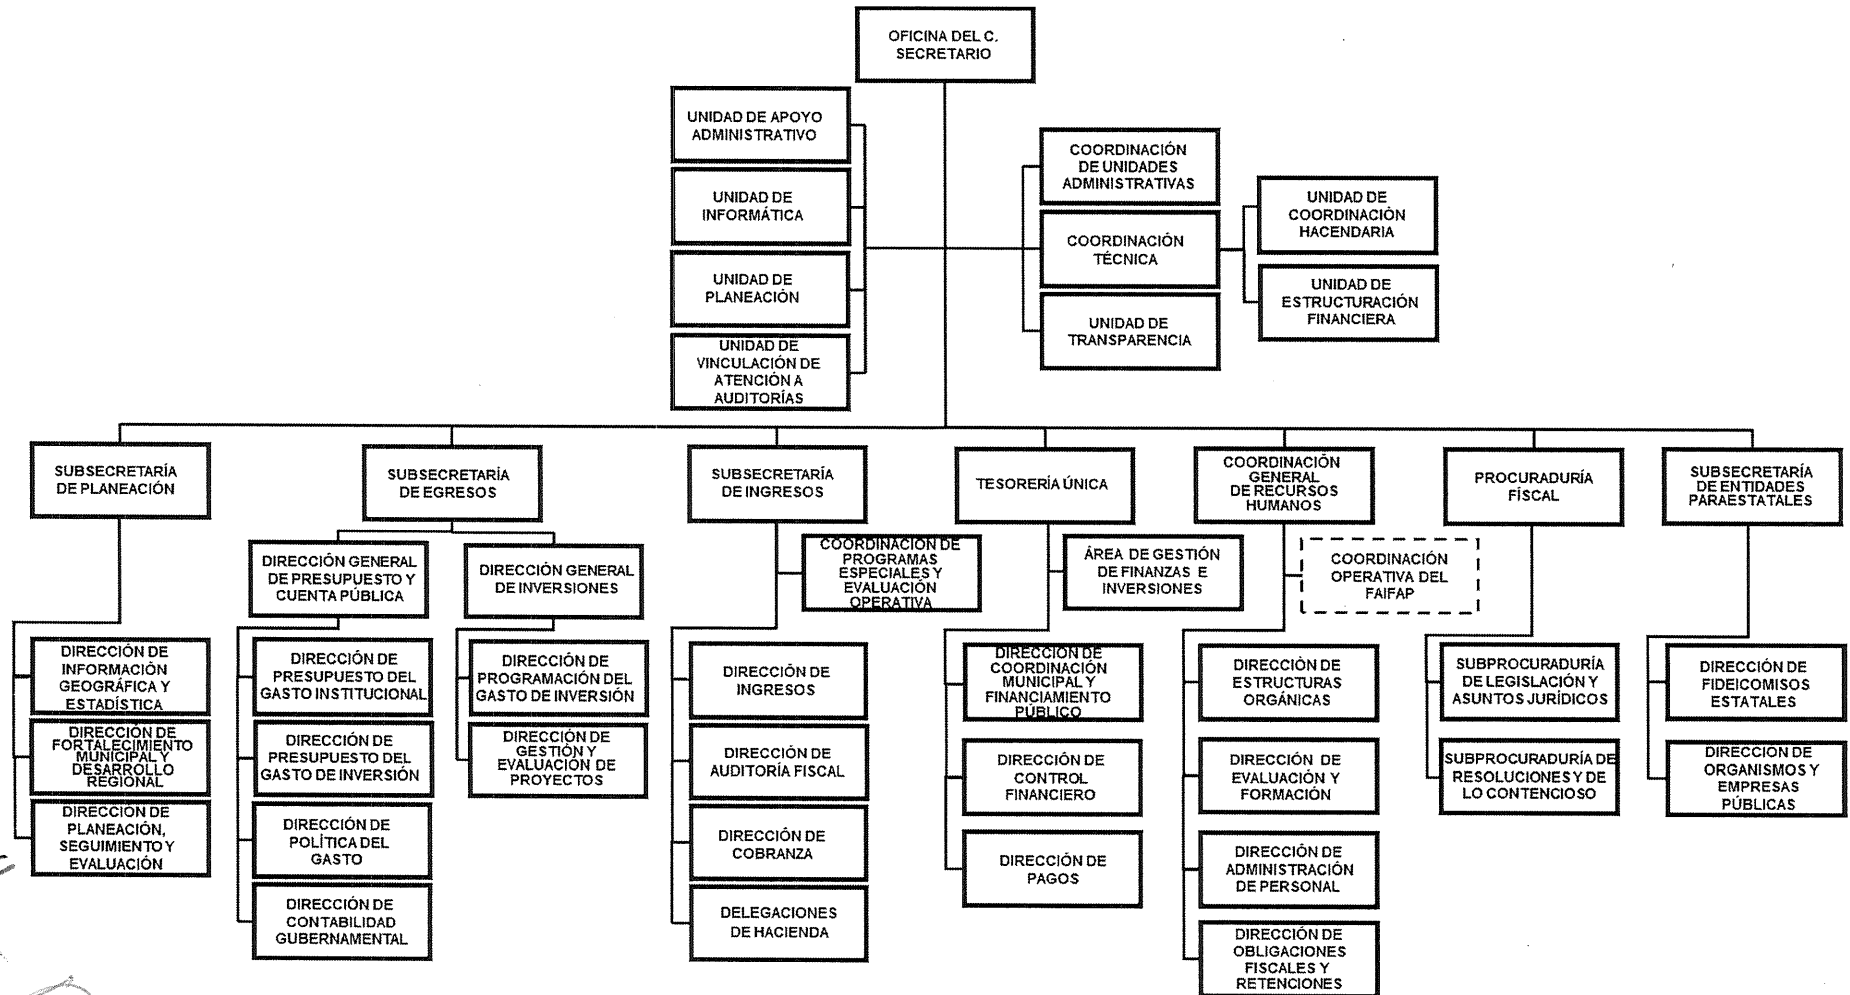 OFICINA DEL C.
SECRETARIO
UNIDAD DE APOYO
ADMINISTRATIVO
UNIDAD DE
INFORMÁTICA
UNIDAD DE
PLANEACIÓN
UNIDAD DE
VINCULACIÓN DE
ATENCIÓN A
AUDITORÍAS
COORDINACIÓN
DE UNIDADES
ADMINISTRATIVAS
COORDINACIÓN
TÉCNICA
UNIDAD DE
TRANSPARENCIA
UNIDAD DE
COORDINACIÓN
HACENDARIA
UNIDAD DE
ESTRUCTURACIÓN
FINANCIERA
SUBSECRETARÍA
DE PLANEACIÓN
SUBSECRETARÍA
DE EGRESOS
SUBSECRETARÍA
DE INGRESOS
TESORERÍA ÚNICA
COORDINACIÓN
GENERAL
DE RECURSOS
HUMANOS
PROCURADURÍA
FÍSCAL
SUBSECRETARÍA
DE ENTIDADES
PARAESTATALES
DIRECCIÓN GENERAL
DE PRESUPUESTO Y
CUENTA PÚBLICA
DIRECCIÓN GENERAL
DE INVERSIONES
COORDINACION DE
PROGRAMAS
ESPECIALES Y
EVALUACIÓN
OPERATIVA
ÁREA DE GESTIÓN
DE FINANZAS E
INVERSIONES
COORDINACIÓN
OPERATIVA DEL
FAIFAP
DIRECCIÓN DE
INFORMACIÓN
GEOGRÁFICA Y
ESTADÍSTICA
DIRECCIÓN DE
FORTALECIMIENTO
MUNICIPAL Y
DESARROLLO
REGIONAL
DIRECCIÓN DE
PLANEACIÓN,
SEGUIMIENTO Y
EVALUACIÓN
DIRECCIÓN DE
PRESUPUESTO DEL
GASTO INSTITUCIONAL
DIRECCIÓN DE
PRESUPUESTO DEL
GASTO DE INVERSIÓN
DIRECCIÓN DE
POLÍTICA DEL
GASTO
DIRECCIÓN DE
CONTABILIDAD
GUBERNAMENTAL
DIRECCIÓN DE
PROGRAMACIÓN DEL
GASTO DE INVERSIÓN
DIRECCIÓN DE
GESTIÓN Y
EVALUACIÓN DE
PROYECTOS
DIRECCIÓN DE
INGRESOS
DIRECCIÓN DE
AUDITORÍA FISCAL
DIRECCIÓN DE
COBRANZA
DELEGACIONES
DE HACIENDA
DIRECCIÓN DE
COORDINACIÓN
MUNICIPAL Y
FINANCIAMIENTO
PÚBLICO
DIRECCIÓN DE
CONTROL
FINANCIERO
DIRECCIÓN DE
PAGOS
DIRECCIÓN DE
ESTRUCTURAS
ORGÁNICAS
DIRECCIÓN DE
EVALUACIÓN Y
FORMACIÓN
DIRECCIÓN DE
ADMINISTRACIÓN
DE PERSONAL
DIRECCIÓN DE
OBLIGACIONES
FISCALES Y
RETENCIONES
SUBPROCURADURÍA
DE LEGISLACIÓN Y
ASUNTOS JURÍDICOS
SUBPROCURADURÍA DE
RESOLUCIONES Y DE
LO CONTENCIOSO
DIRECCIÓN DE
FIDEICOMISOS
ESTATALES
DIRECCION DE
ORGANISMOS Y
EMPRESAS
PÚBLICAS